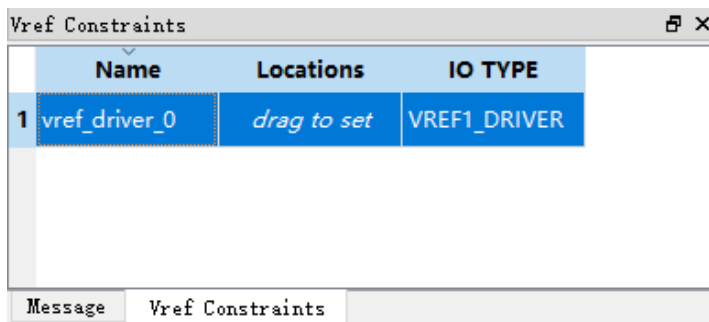 Vref Constraints
Name Locations IO TYPE
1 vref_driver_0 drag to set VREF1_DRIVER
Message Vref Constraints